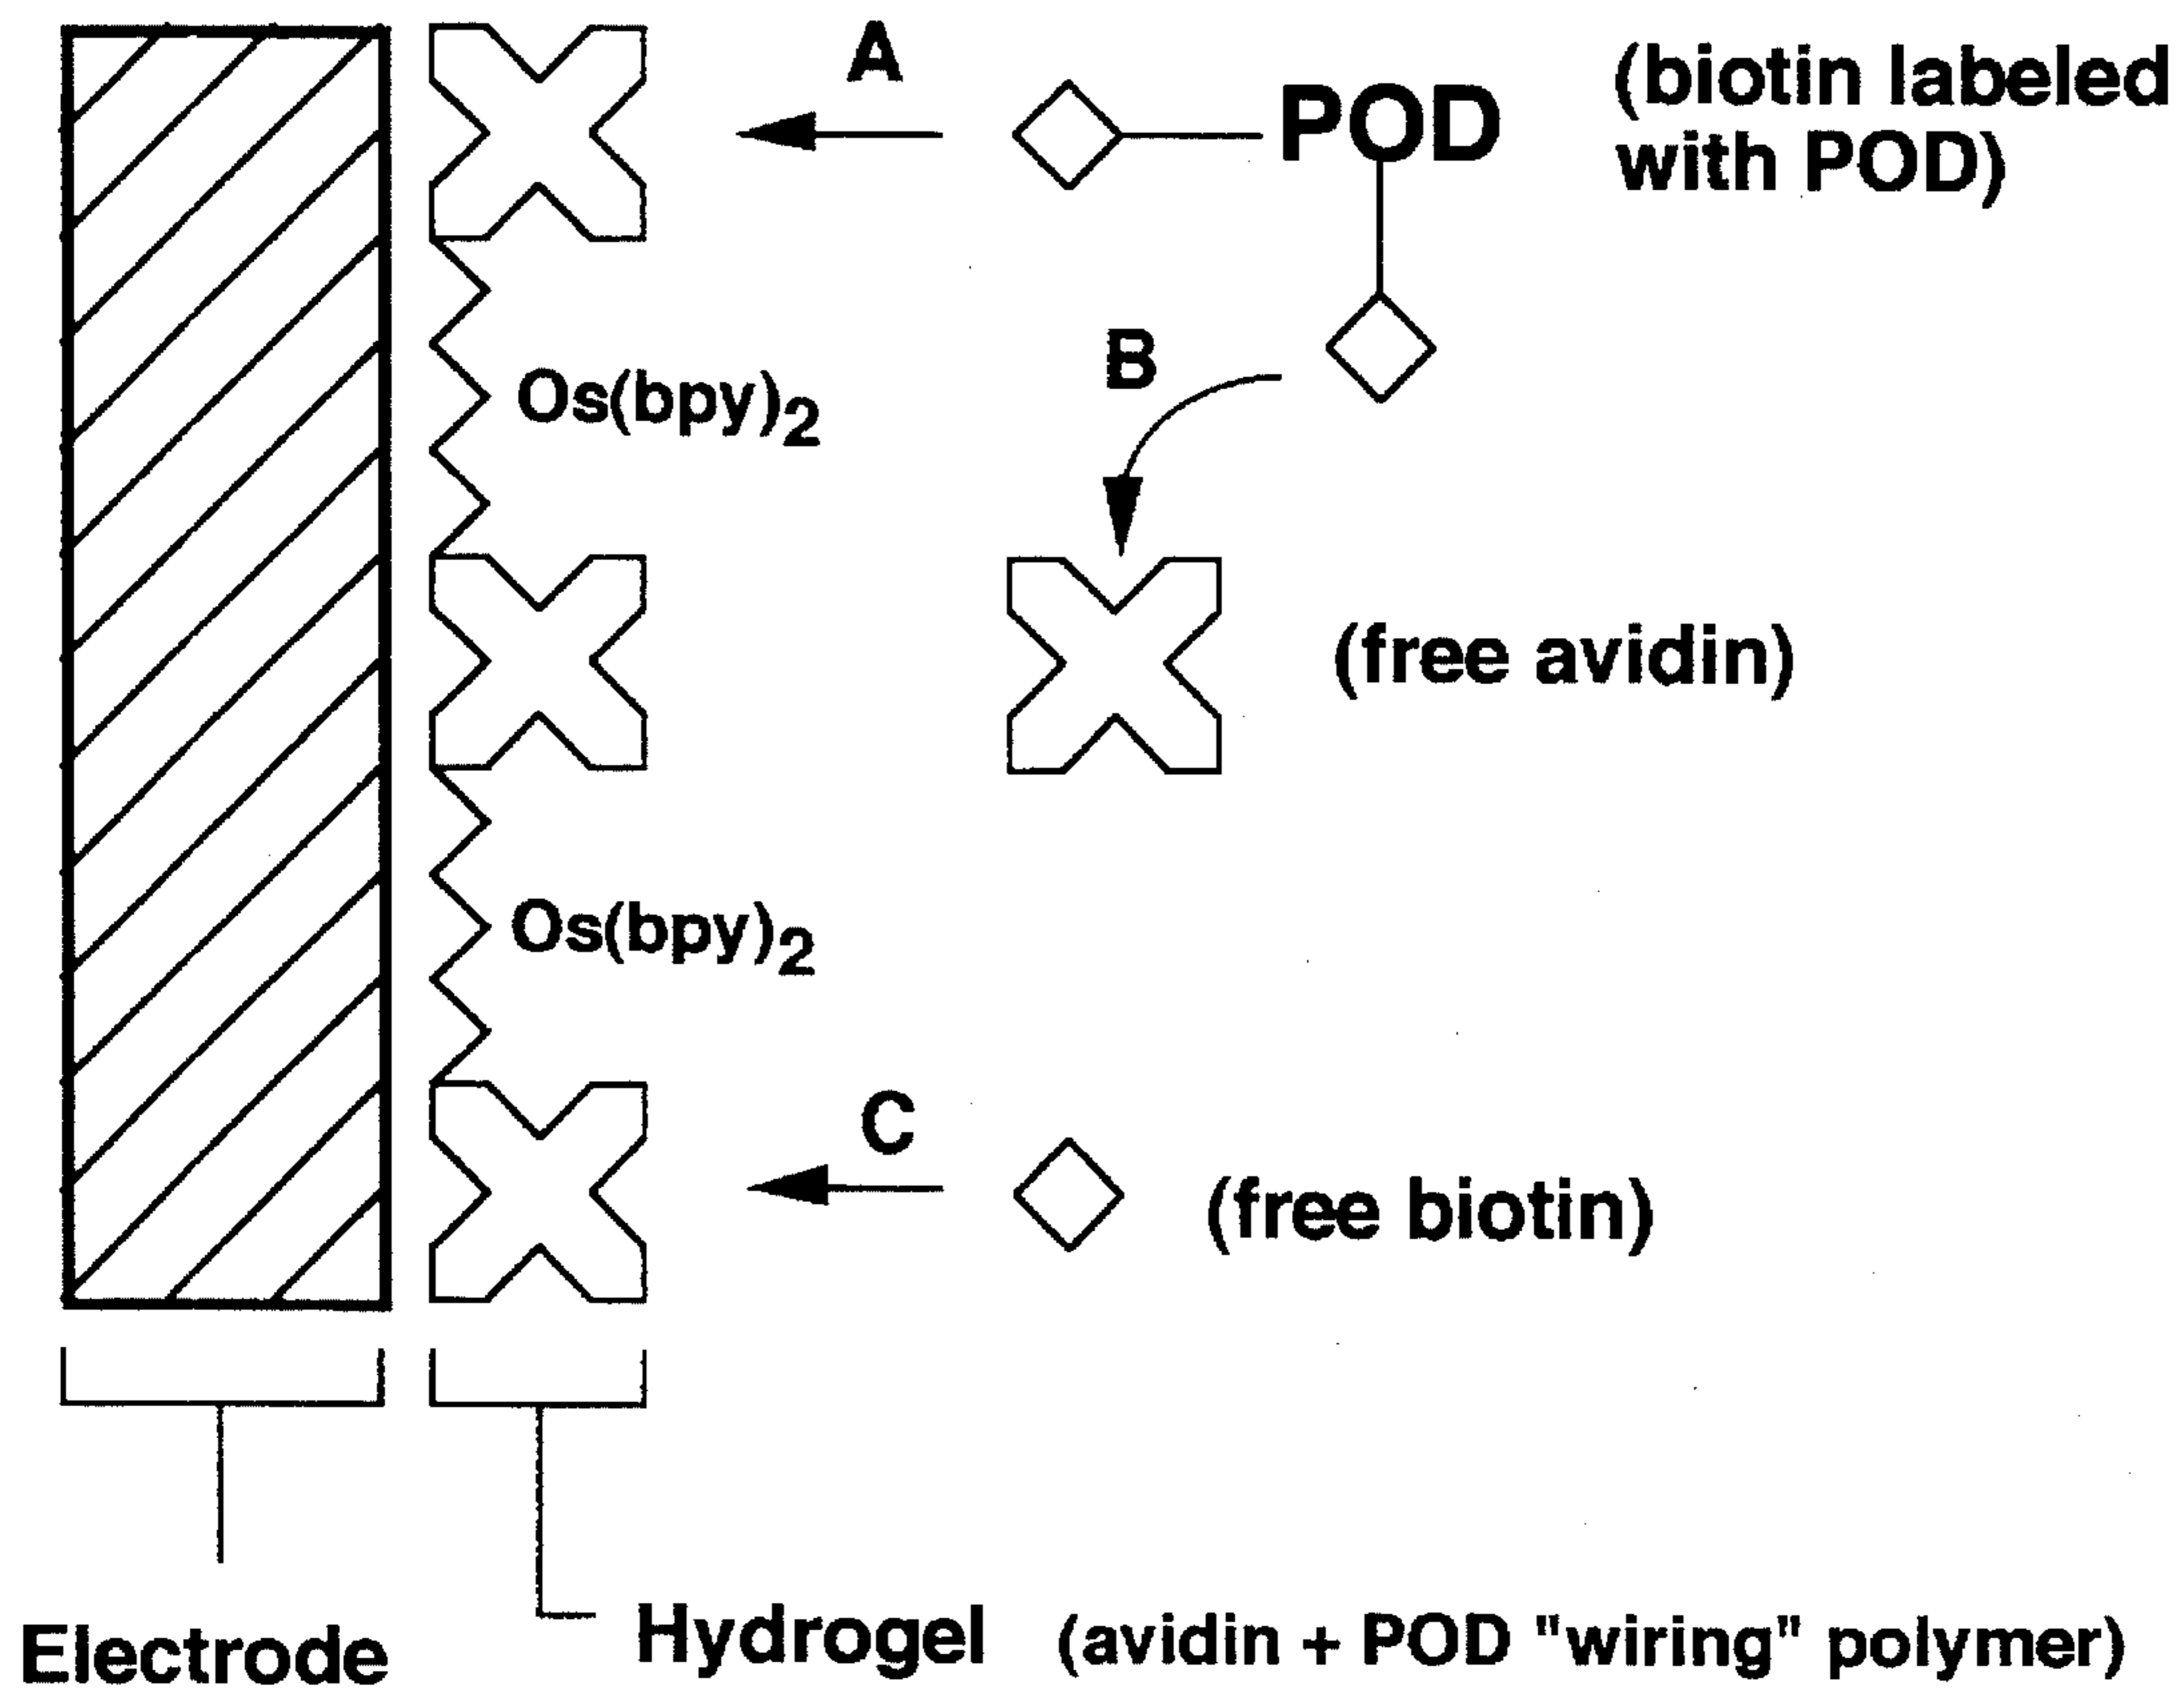 A
POD
(biotin labeled
with POD)
B
Os(bpy)2
(free avidin)
Os(bpy)2
C
(free biotin)
Electrode
Hydrogel (avidin + POD "wiring" polymer)